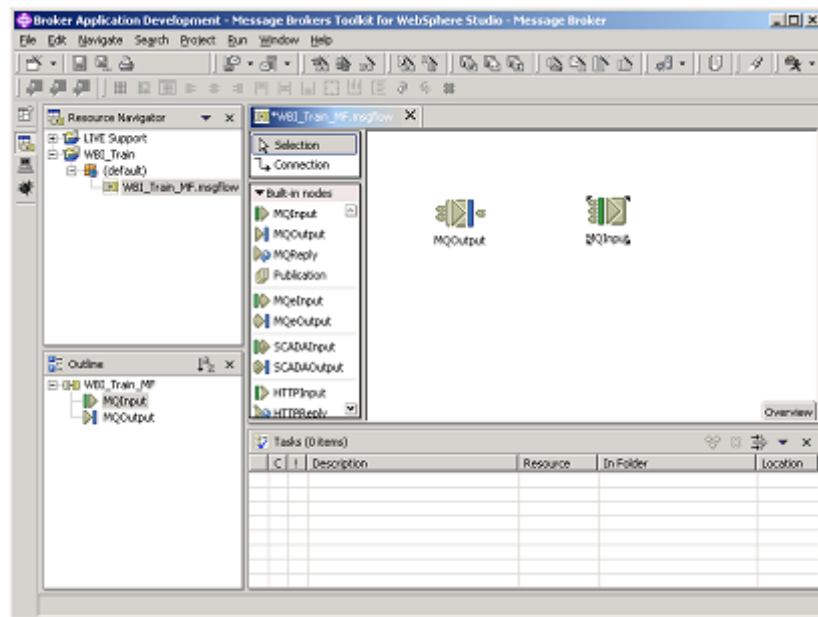 Broker Application Development - Message Brokers Toolkit for WebSphere Studio - Message Broker
File Edit Navigate Search Project Run Window Help
Resource Navigator
LIVE Support
WBI_Train
(default)
WBI_Train_MF.msgflow
*WBI_Train_MF.msgflow
Selection
Connection
Built-in nodes
MQInput
MQOutput
MQReply
Publication
MQeInput
MQeOutput
SCADAInput
SCADAOutput
HTTPInput
HTTPReply
MQOutput
MQInput
Overview
Outline
WBI_Train_MF
MQInput
MQOutput
Tasks (0 items)
C ! Description Resource In Folder Location